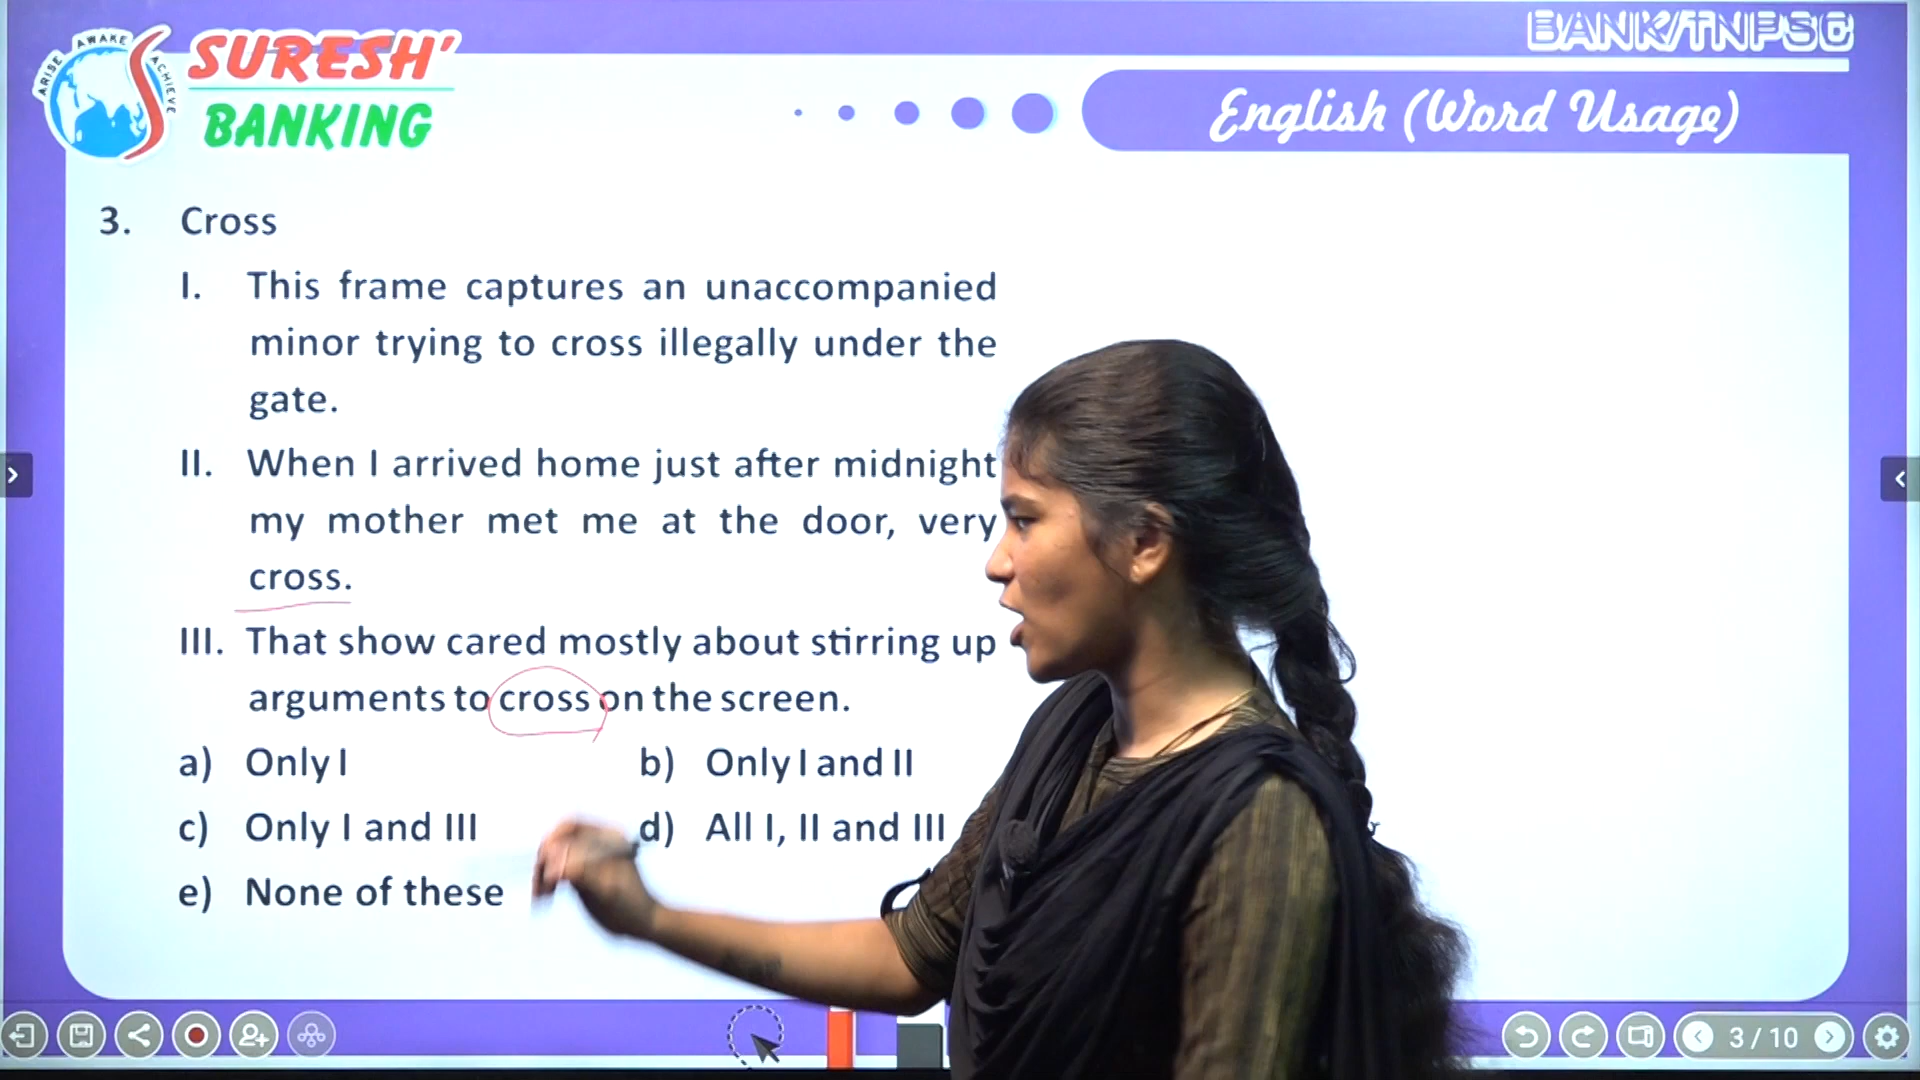 ARISE AWAKE ACHIEVE
SURESH'
BANKING
BANK/TNPSC
English (Word Usage)
3. Cross
I. This frame captures an unaccompanied
minor trying to cross illegally under the
gate.
II. When I arrived home just after midnight
my mother met me at the door, very
cross.
III. That show cared mostly about stirring up
arguments to cross on the screen.
a) Only I b) Only I and II
c) Only I and III d) All I, II and III
e) None of these
3 / 10